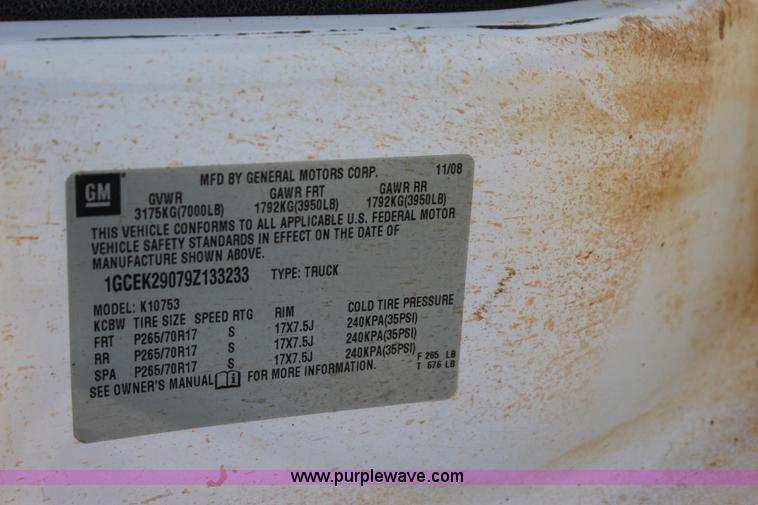 GM
MFD BY GENERAL MOTORS CORP. 11/08
GVWR GAWR FRT GAWR RR
3175KG(7000LB) 1792KG(3950LB) 1792KG(3950LB)
THIS VEHICLE CONFORMS TO ALL APPLICABLE U.S. FEDERAL MOTOR
VEHICLE SAFETY STANDARDS IN EFFECT ON THE DATE OF
MANUFACTURE SHOWN ABOVE.
1GCEK29079Z133233 TYPE: TRUCK
MODEL: K10753
KCBW TIRE SIZE SPEED RTG RIM COLD TIRE PRESSURE
FRT P265/70R17 S 17X7.5J 240KPA(35PSI)
RR P265/70R17 S 17X7.5J 240KPA(35PSI)
SPA P265/70R17 S 17X7.5J 240KPA(35PSI)
SEE OWNER'S MANUAL FOR MORE INFORMATION.
F 265 LB
T 676 LB
www.purplewave.com